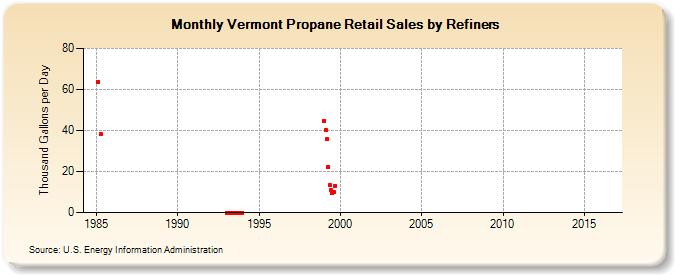 Monthly Vermont Propane Retail Sales by Refiners
Thousand Gallons per Day
80
60
40
20
0
1985 1990 1995 2000 2005 2010 2015
Source: U.S. Energy Information Administration